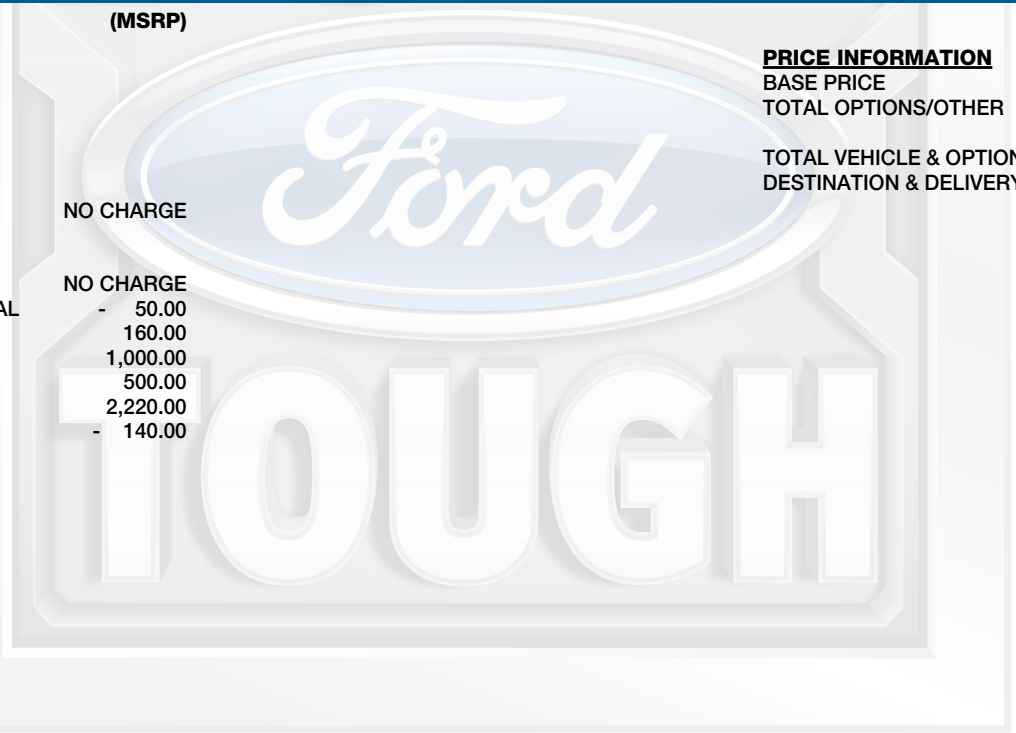 (MSRP)
NO CHARGE
NO CHARGE
AL - 50.00
160.00
1,000.00
500.00
2,220.00
- 140.00
PRICE INFORMATION
BASE PRICE
TOTAL OPTIONS/OTHER
TOTAL VEHICLE & OPTION
DESTINATION & DELIVERY
Ford
TOUGH